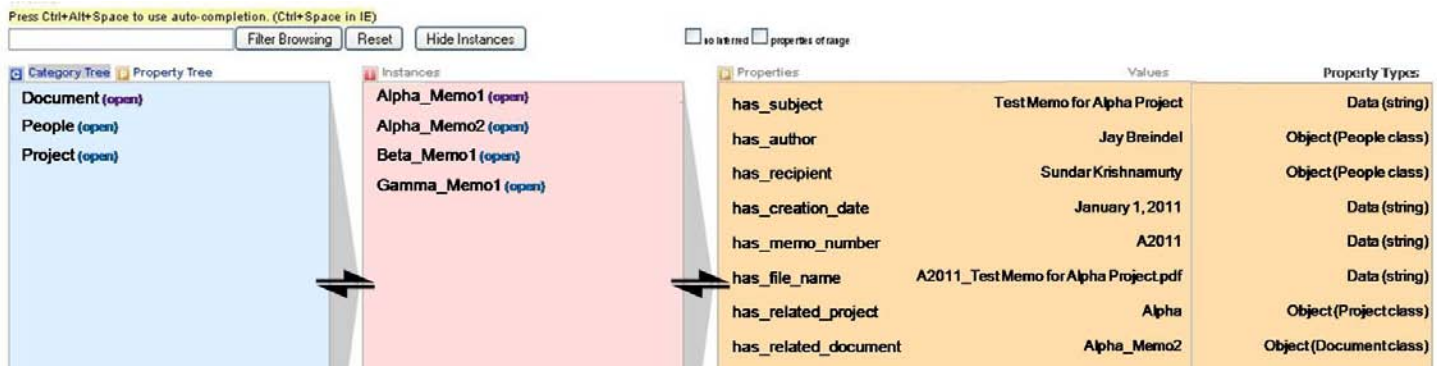 Press Ctrl+Alt+Space to use auto-completion. (Ctrl+Space in IE)
Filter Browsing Reset Hide Instances no inferred properties of range
Category Tree Property Tree Instances Properties Values Property Types
Document (open) Alpha_Memo1 (open) has_subject Test Memo for Alpha Project Data (string)
People (open) Alpha_Memo2 (open) has_author Jay Breindel Object (People class)
Project (open) Beta_Memo1 (open) has_recipient Sundar Krishnamurty Object (People class)
Gamma_Memo1 (open) has_creation_date January 1, 2011 Data (string)
has_memo_number A2011 Data (string)
has_file_name A2011_Test Memo for Alpha Project.pdf Data (string)
has_related_project Alpha Object (Project class)
has_related_document Alpha_Memo2 Object (Document class)